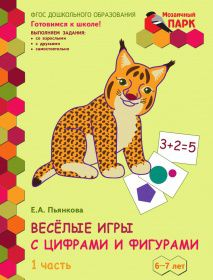 ФГОС ДОШКОЛЬНОГО ОБРАЗОВАНИЯ
Готовимся к школе!
ВЫПОЛНЯЕМ ЗАДАНИЯ:
• со взрослыми
• с друзьями
• самостоятельно
Мозаичный
ПАРК
3+2=5
Е.А. Пьянкова
6–7 лет
ВЕСЁЛЫЕ ИГРЫ
С ЦИФРАМИ И ФИГУРАМИ
1 часть